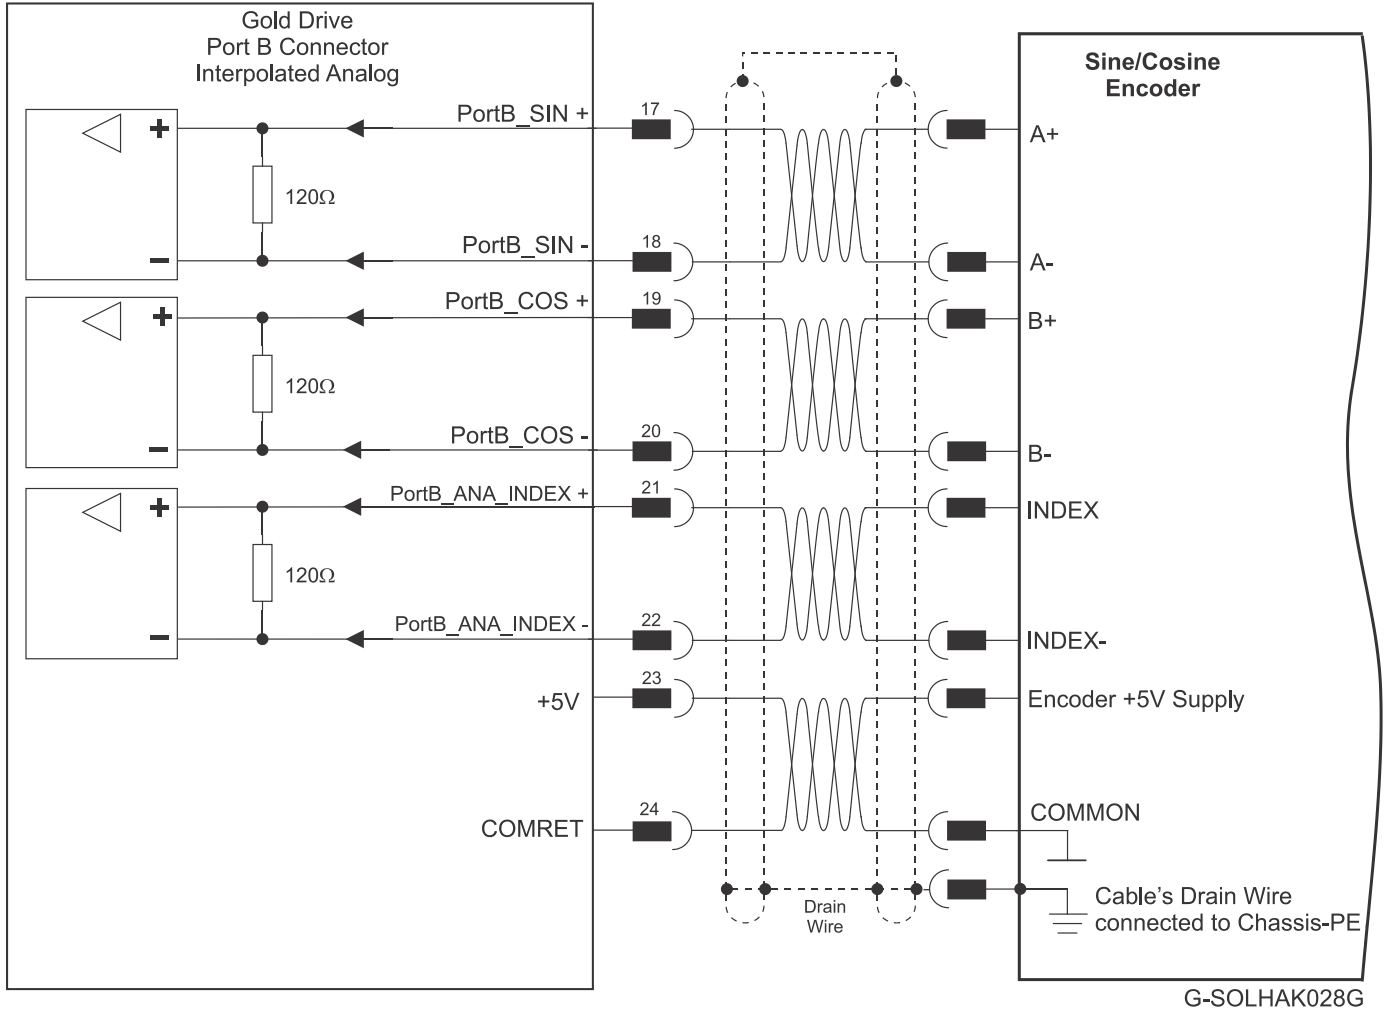 Gold Drive
Port B Connector
Interpolated Analog
Sine/Cosine
Encoder
PortB_SIN +
17
A+
120Ω
PortB_SIN -
18
A-
PortB_COS +
19
B+
120Ω
PortB_COS -
20
B-
PortB_ANA_INDEX +
21
INDEX
120Ω
PortB_ANA_INDEX -
22
INDEX-
+5V
23
Encoder +5V Supply
COMRET
24
COMMON
Drain
Wire
Cable's Drain Wire
connected to Chassis-PE
G-SOLHAK028G